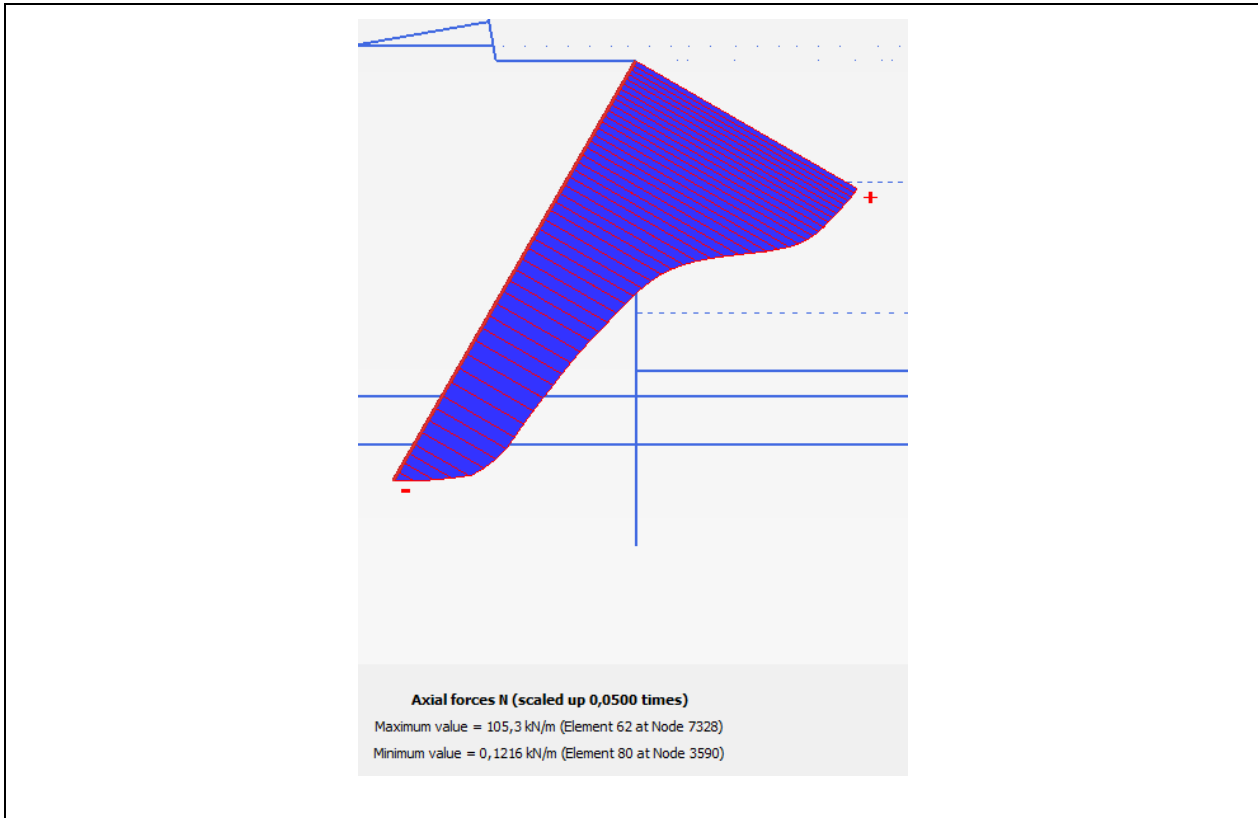 +
-
Axial forces N (scaled up 0,0500 times)
Maximum value = 105,3 kN/m (Element 62 at Node 7328)
Minimum value = 0,1216 kN/m (Element 80 at Node 3590)